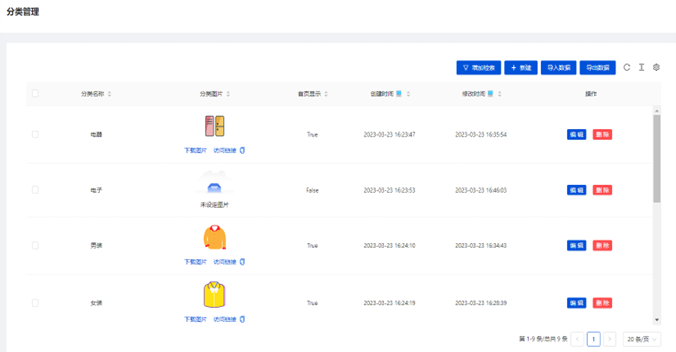 分类管理
增加检索 新建 导入数据 导出数据
分类名称 分类图片 首页显示 创建时间 修改时间 操作
电器 True 2023-03-23 16:23:47 2023-03-23 16:35:54 编辑 删除
下载图片 访问链接
电子 未设置图片 False 2023-03-23 16:23:53 2023-03-23 16:46:03 编辑 删除
男装 True 2023-03-23 16:24:10 2023-03-23 16:34:43 编辑 删除
下载图片 访问链接
女装 True 2023-03-23 16:24:19 2023-03-23 16:28:39 编辑 删除
下载图片 访问链接
第 1-9 条/总共 9 条 1 20 条/页